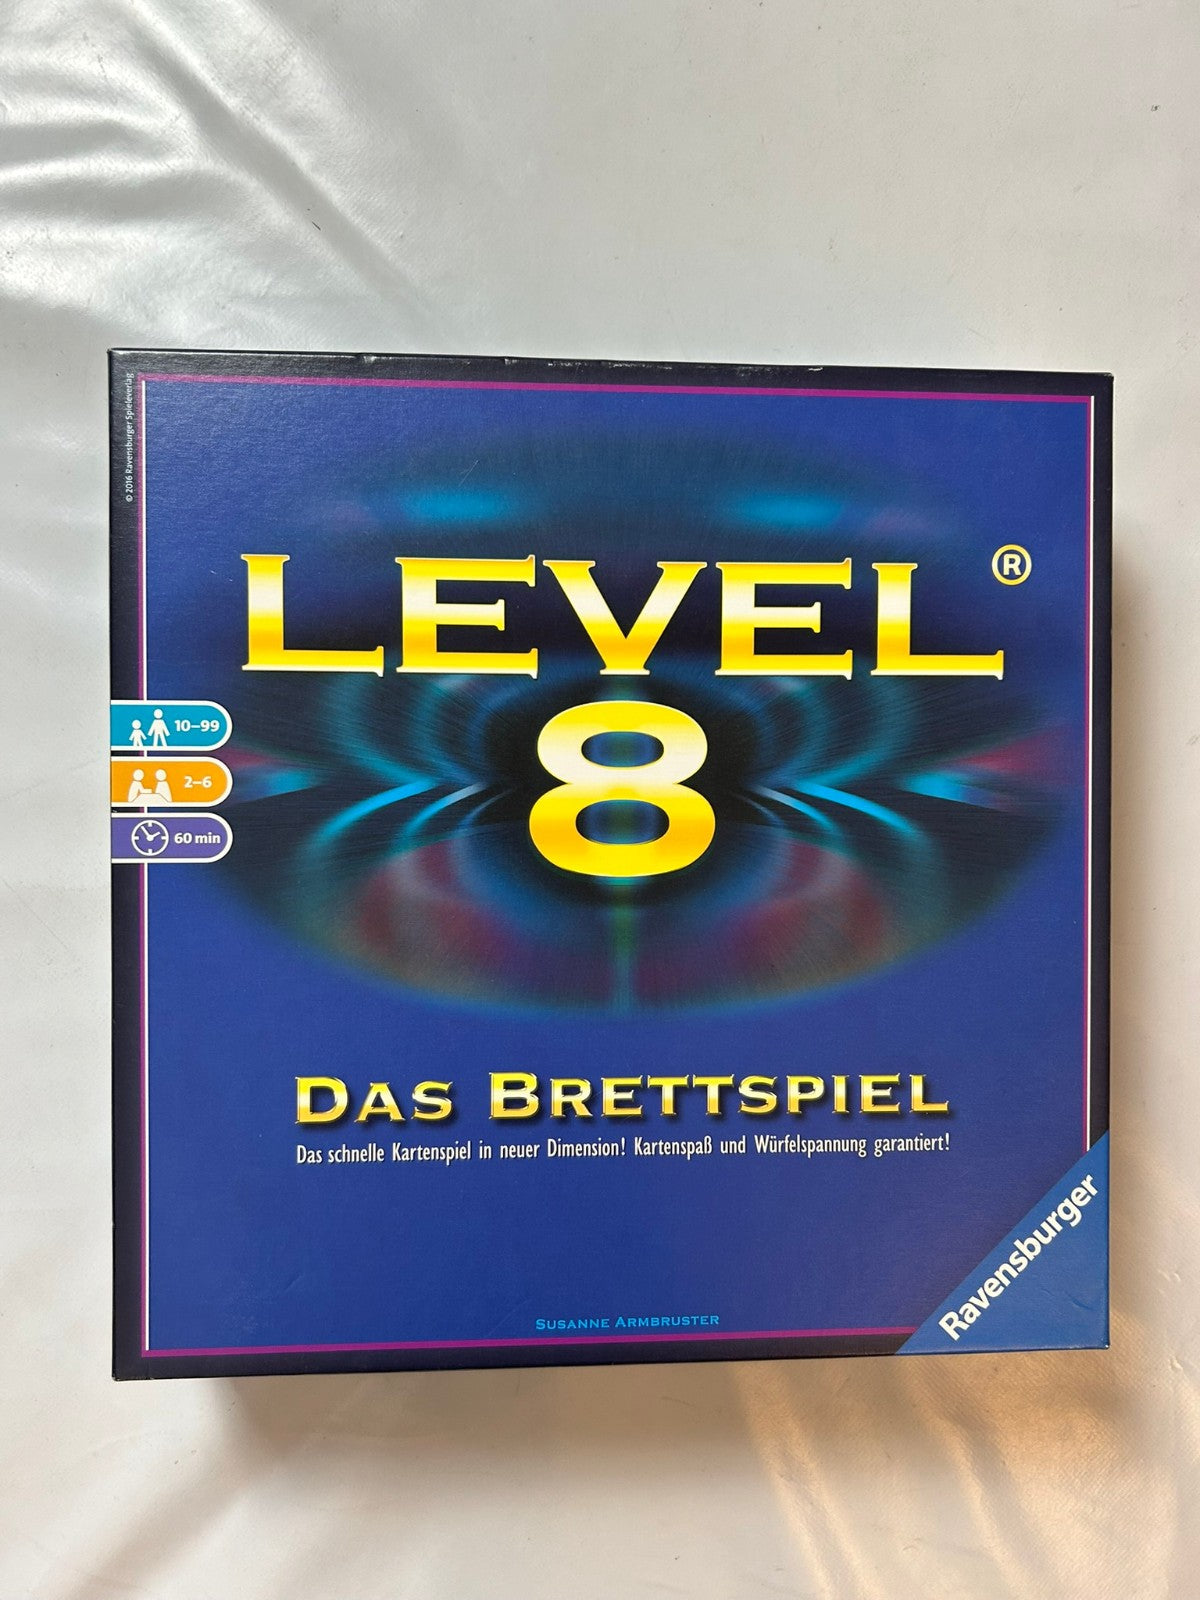 © 2016 Ravensburger Spieleverlag
LEVEL ®
8
10–99
2–6
60 min
DAS BRETTSPIEL
Das schnelle Kartenspiel in neuer Dimension! Kartenspaß und Würfelspannung garantiert!
Ravensburger
SUSANNE ARMBRUSTER